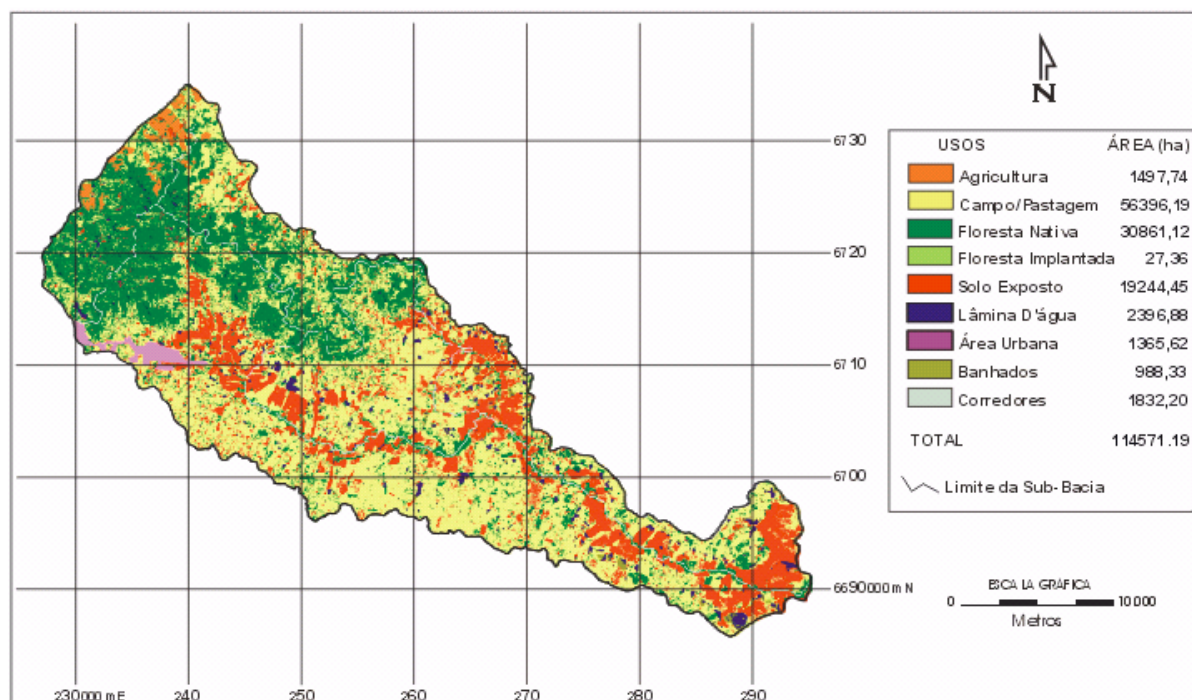 N
USOS ÁREA (ha)
Agricultura 1497,74
Campo/Pastagem 56396,19
Floresta Nativa 30861,12
Floresta Implantada 27,36
Solo Exposto 19244,45
Lâmina D'água 2396,88
Área Urbana 1365,62
Banhados 988,33
Corredores 1832,20
TOTAL 114571.19
Limite da Sub-Bacia
6730
6720
6710
6700
6690000 m N
ESCALA GRÁFICA
0 10000
Metros
230000 mE 240 250 260 270 280 290